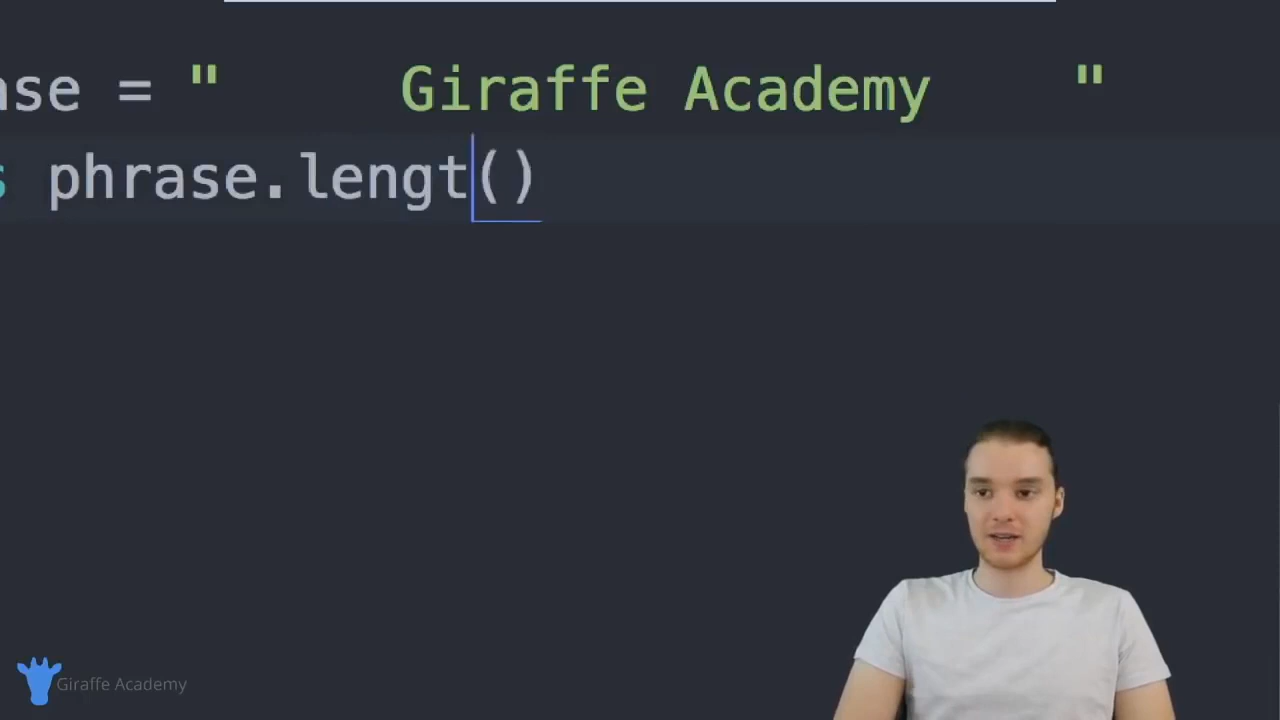 ase = "     Giraffe Academy    "
s phrase.lengt()
Giraffe Academy